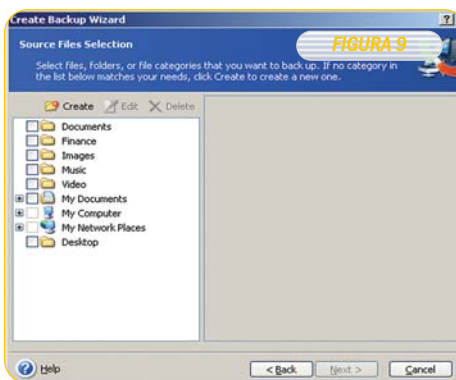 Create Backup Wizard
Source Files Selection
FIGURA 9
Select files, folders, or file categories that you want to back up. If no category in
the list below matches your needs, click Create to create a new one.
Create Edit Delete
Documents
Finance
Images
Music
Video
My Documents
My Computer
My Network Places
Desktop
Help
< Back Next > Cancel